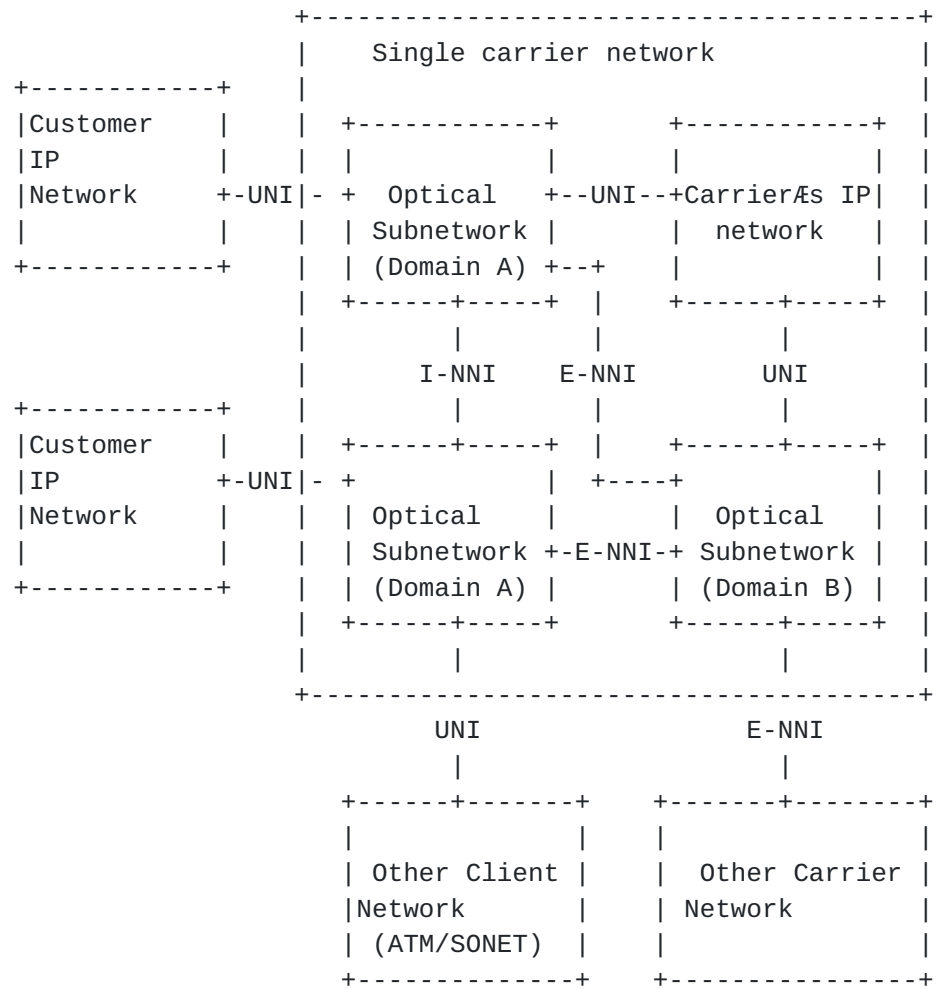 +--------------------------------------+
                  |    Single carrier network            |
+------------+    |                                      |
|Customer    |    |  +------------+       +------------+ |
|IP          |    |  |            |       |            | |
|Network     +-UNI|- +  Optical   +--UNI--+CarrierÆs IP| |
|            |    |  | Subnetwork |       |  network   | |
+------------+    |  | (Domain A) +--+    |            | |
                  |  +------+-----+  |    +------+-----+ |
                  |         |        |           |       |
                  |       I-NNI    E-NNI        UNI      |
+------------+    |         |        |           |       |
|Customer    |    |  +------+-----+  |    +------+-----+ |
|IP          +-UNI|- +            |  +----+            | |
|Network     |    |  | Optical    |       |  Optical   | |
|            |    |  | Subnetwork +-E-NNI-+ Subnetwork | |
+------------+    |  | (Domain A) |       | (Domain B) | |
                  |  +------+-----+       +------+-----+ |
                  |         |                    |       |
                  +--------------------------------------+
                           UNI                 E-NNI
                            |                    |
                     +------+-------+    +-------+--------+
                     |              |    |                |
                     | Other Client |    |  Other Carrier |
                     |Network       |    | Network        |
                     | (ATM/SONET)  |    |                |
                     +--------------+    +----------------+